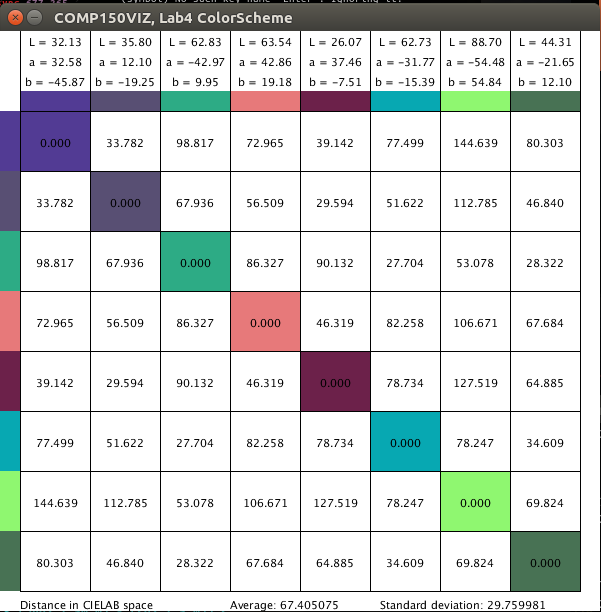 COMP150VIZ, Lab4 ColorScheme
L = 32.13 L = 35.80 L = 62.83 L = 63.54 L = 26.07 L = 62.73 L = 88.70 L = 44.31
a = 32.58 a = 12.10 a = -42.97 a = 42.86 a = 37.46 a = -31.77 a = -54.48 a = -21.65
b = -45.87 b = -19.25 b = 9.95 b = 19.18 b = -7.51 b = -15.39 b = 54.84 b = 12.10
0.000 33.782 98.817 72.965 39.142 77.499 144.639 80.303
33.782 0.000 67.936 56.509 29.594 51.622 112.785 46.840
98.817 67.936 0.000 86.327 90.132 27.704 53.078 28.322
72.965 56.509 86.327 0.000 46.319 82.258 106.671 67.684
39.142 29.594 90.132 46.319 0.000 78.734 127.519 64.885
77.499 51.622 27.704 82.258 78.734 0.000 78.247 34.609
144.639 112.785 53.078 106.671 127.519 78.247 0.000 69.824
80.303 46.840 28.322 67.684 64.885 34.609 69.824 0.000
Distance in CIELAB space Average: 67.405075 Standard deviation: 29.759981